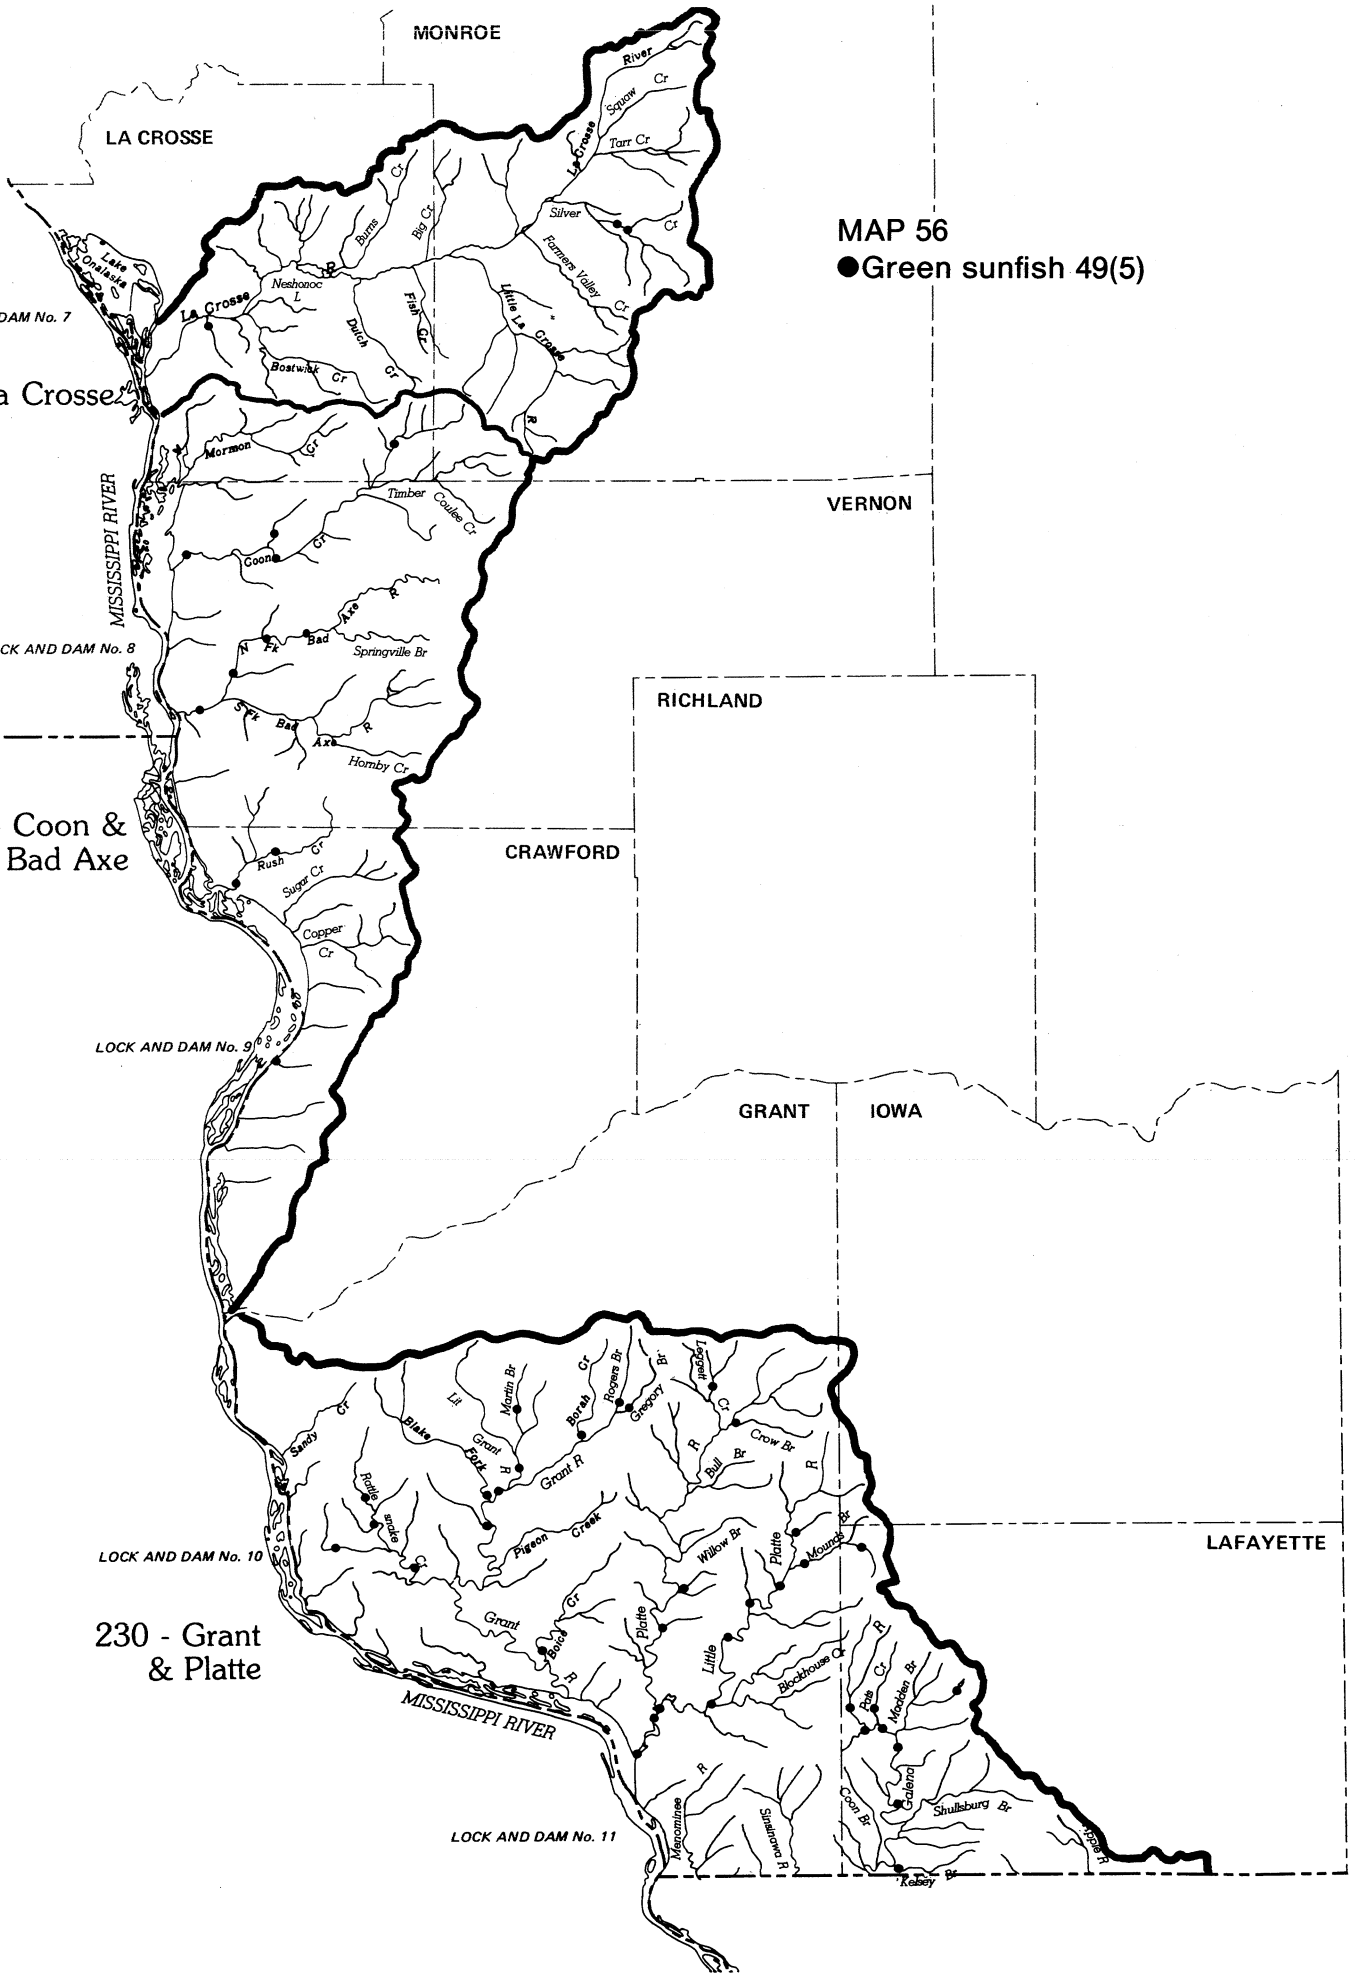 MONROE
LA CROSSE
River
Squaw Cr
La Crosse
Tarr Cr
Silver Cr
Burns Cr
Big Cr
Farmers Valley Cr
MAP 56
●Green sunfish 49(5)
Lake
Onalaska
R
Neshonoc
L
La Crosse
Fish Cr
Dutch Cr
Little La Crosse
R
Bostwick Cr
DAM No. 7
a Crosse
Mormon Cr
Timber Coulee Cr
VERNON
MISSISSIPPI RIVER
Coon Cr
N Fk Bad Axe R
Springville Br
CK AND DAM No. 8
RICHLAND
S Fk Bad Axe R
Hornby Cr
Coon &
Bad Axe
CRAWFORD
Rush Cr
Sugar Cr
Copper
Cr
LOCK AND DAM No. 9
GRANT
IOWA
Sandy Cr
Blake Fork
Lit Grant R
Martin Br
Borah Cr
Rogers Br
Gregory Br
Leggett Cr
Crow Br
Bull Br
R
R
Grant R
Rattle snake Cr
Pigeon Creek
Willow Br
Platte
Mounds Br
LAFAYETTE
LOCK AND DAM No. 10
230 - Grant
& Platte
Grant
R
Boice Cr
Platte
R
Little
Blockhouse Cr
R
Pats Cr
Madden Br
MISSISSIPPI RIVER
Menominee R
Sinsinawa R
Coon Br
Galena
Shullsburg Br
Apple R
LOCK AND DAM No. 11
Kelsey Br